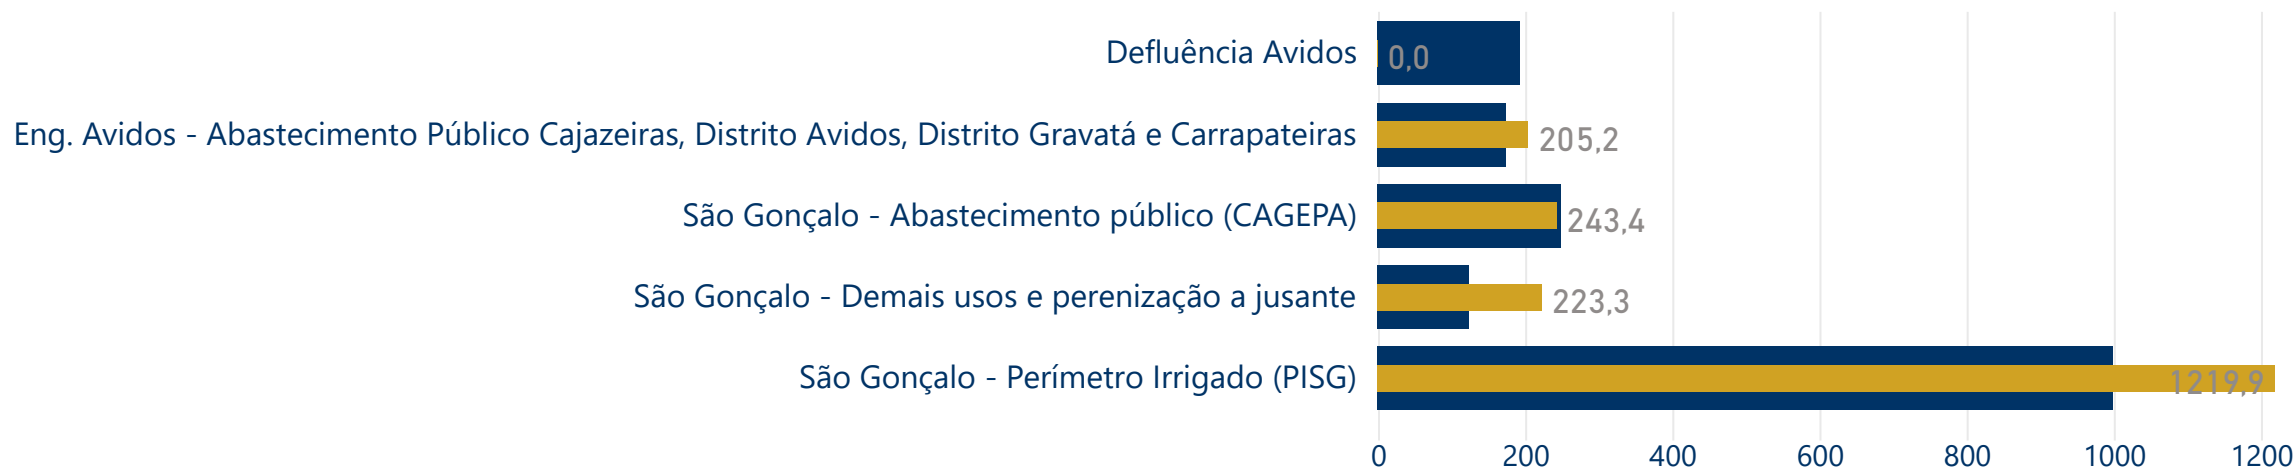 Defluência Avidos
0,0
Eng. Avidos - Abastecimento Público Cajazeiras, Distrito Avidos, Distrito Gravatá e Carrapateiras
205,2
São Gonçalo - Abastecimento público (CAGEPA)
243,4
São Gonçalo - Demais usos e perenização a jusante
223,3
São Gonçalo - Perímetro Irrigado (PISG)
1219,9
0 200 400 600 800 1000 1200